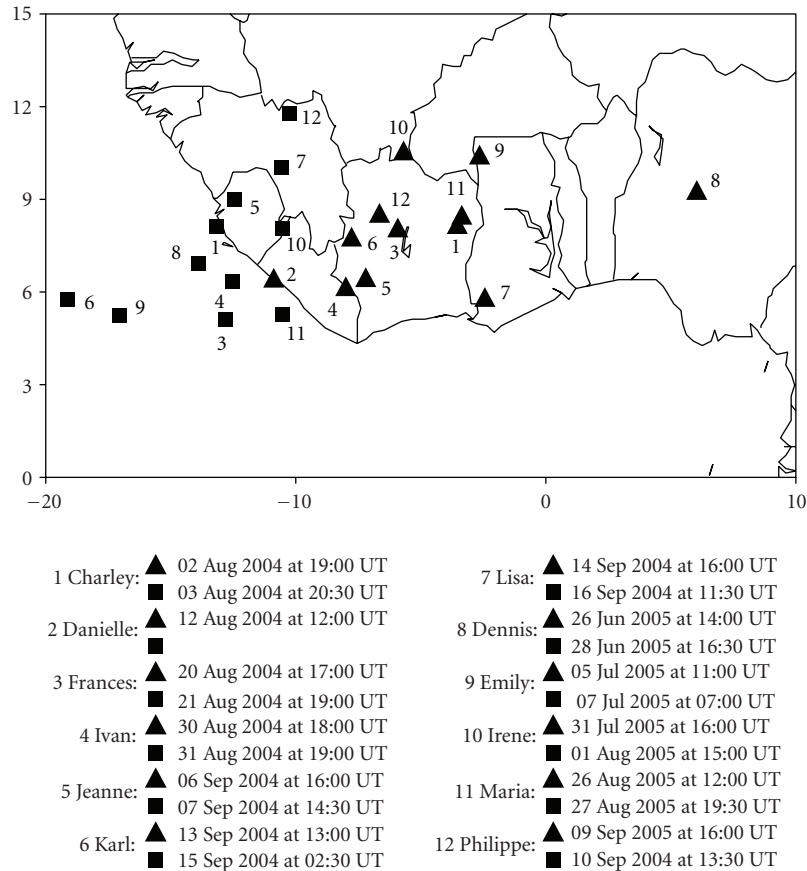 15
12
9
6
3
0
−20
−10
0
10
12
10
9
7
8
5
12
11
1
10
6
3
1
8
2
6
9
4
4
5
7
3
11
1 Charley:
02 Aug 2004 at 19:00 UT
03 Aug 2004 at 20:30 UT
2 Danielle:
12 Aug 2004 at 12:00 UT
3 Frances:
20 Aug 2004 at 17:00 UT
21 Aug 2004 at 19:00 UT
4 Ivan:
30 Aug 2004 at 18:00 UT
31 Aug 2004 at 19:00 UT
5 Jeanne:
06 Sep 2004 at 16:00 UT
07 Sep 2004 at 14:30 UT
6 Karl:
13 Sep 2004 at 13:00 UT
15 Sep 2004 at 02:30 UT
7 Lisa:
14 Sep 2004 at 16:00 UT
16 Sep 2004 at 11:30 UT
8 Dennis:
26 Jun 2005 at 14:00 UT
28 Jun 2005 at 16:30 UT
9 Emily:
05 Jul 2005 at 11:00 UT
07 Jul 2005 at 07:00 UT
10 Irene:
31 Jul 2005 at 16:00 UT
01 Aug 2005 at 15:00 UT
11 Maria:
26 Aug 2005 at 12:00 UT
27 Aug 2005 at 19:30 UT
12 Philippe:
09 Sep 2005 at 16:00 UT
10 Sep 2004 at 13:30 UT